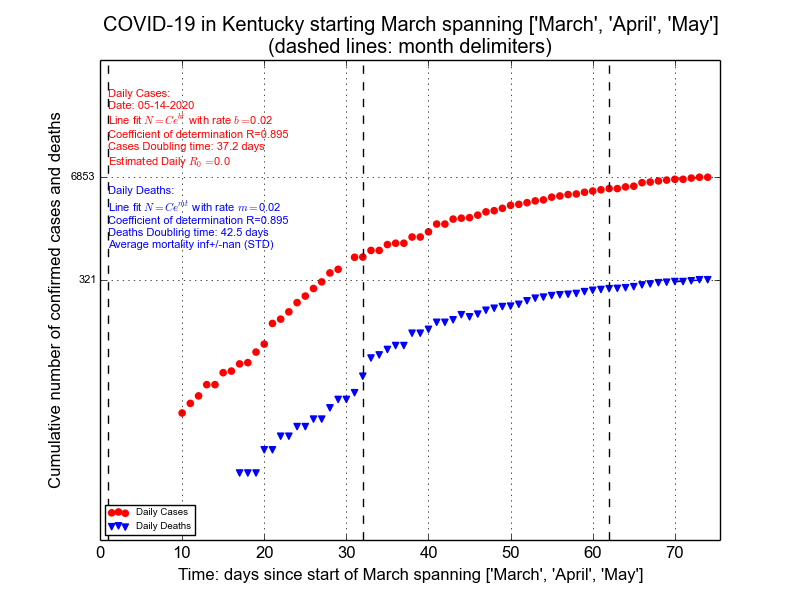 COVID-19 in Kentucky starting March spanning ['March', 'April', 'May']
(dashed lines: month delimiters)
Daily Cases:
Date: 05-14-2020
Line fit N=Ce^{bt} with rate b=0.02
Coefficient of determination R=0.895
Cases Doubling time: 37.2 days
Estimated Daily R_0 =0.0
Daily Deaths:
Line fit N=Ce^{mt} with rate m=0.02
Coefficient of determination R=0.895
Deaths Doubling time: 42.5 days
Average mortality inf+/-nan (STD)
Cumulative number of confirmed cases and deaths
6853
321
Daily Cases
Daily Deaths
0 10 20 30 40 50 60 70
Time: days since start of March spanning ['March', 'April', 'May']